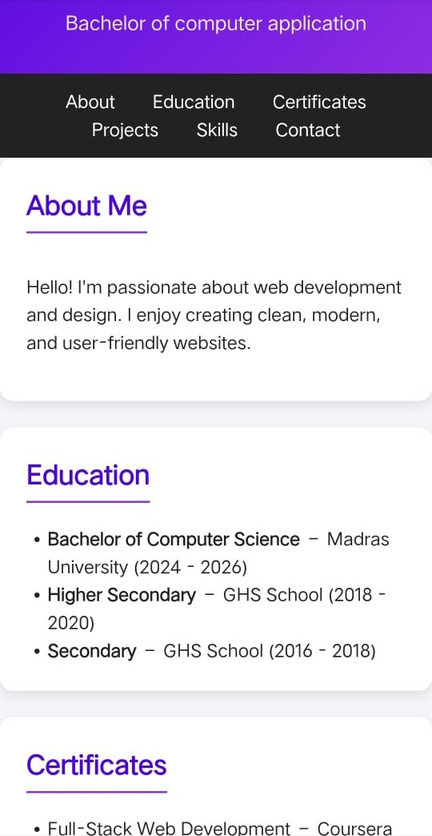 Bachelor of computer application
About Education Certificates
Projects Skills Contact
About Me
Hello! I'm passionate about web development
and design. I enjoy creating clean, modern,
and user-friendly websites.
Education
• Bachelor of Computer Science – Madras
University (2024 - 2026)
• Higher Secondary – GHS School (2018 -
2020)
• Secondary – GHS School (2016 - 2018)
Certificates
• Full-Stack Web Development – Coursera